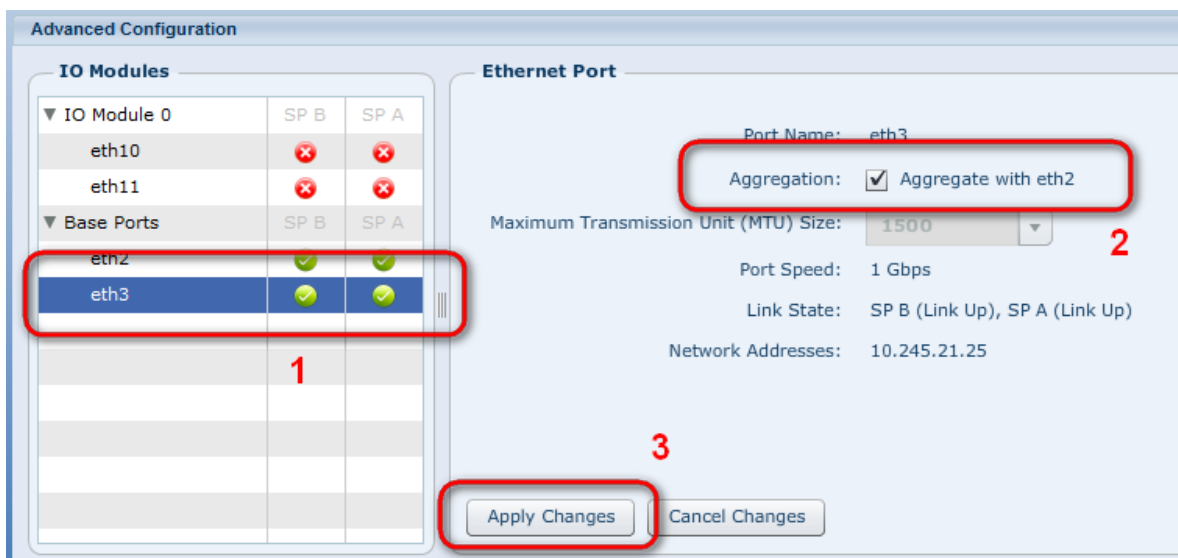 Advanced Configuration
IO Modules
IO Module 0 SP B SP A
eth10
eth11
Base Ports SP B SP A
eth2
eth3
1
Ethernet Port
Port Name: eth3
Aggregation: Aggregate with eth2
Maximum Transmission Unit (MTU) Size: 1500
2
Port Speed: 1 Gbps
Link State: SP B (Link Up), SP A (Link Up)
Network Addresses: 10.245.21.25
3
Apply Changes Cancel Changes